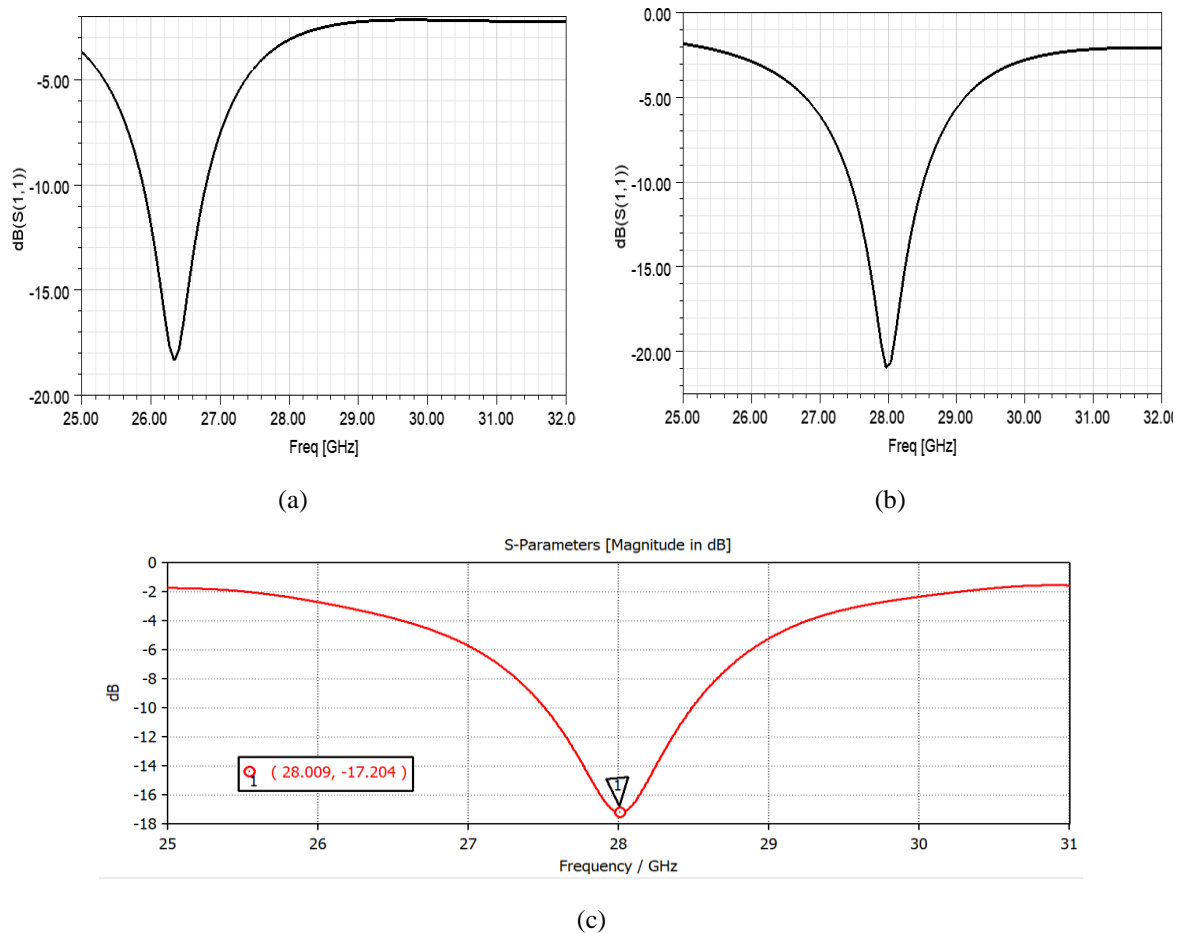 dB(S(1,1))
-5.00
-10.00
-15.00
-20.00
25.00 26.00 27.00 28.00 29.00 30.00 31.00 32.0
Freq [GHz]
(a)
dB(S(1,1))
0.00
-5.00
-10.00
-15.00
-20.00
25.00 26.00 27.00 28.00 29.00 30.00 31.00 32.0
Freq [GHz]
(b)
S-Parameters [Magnitude in dB]
dB
0
-2
-4
-6
-8
-10
-12
-14
-16
-18
1 ( 28.009, -17.204 )
1
25 26 27 28 29 30 31
Frequency / GHz
(c)